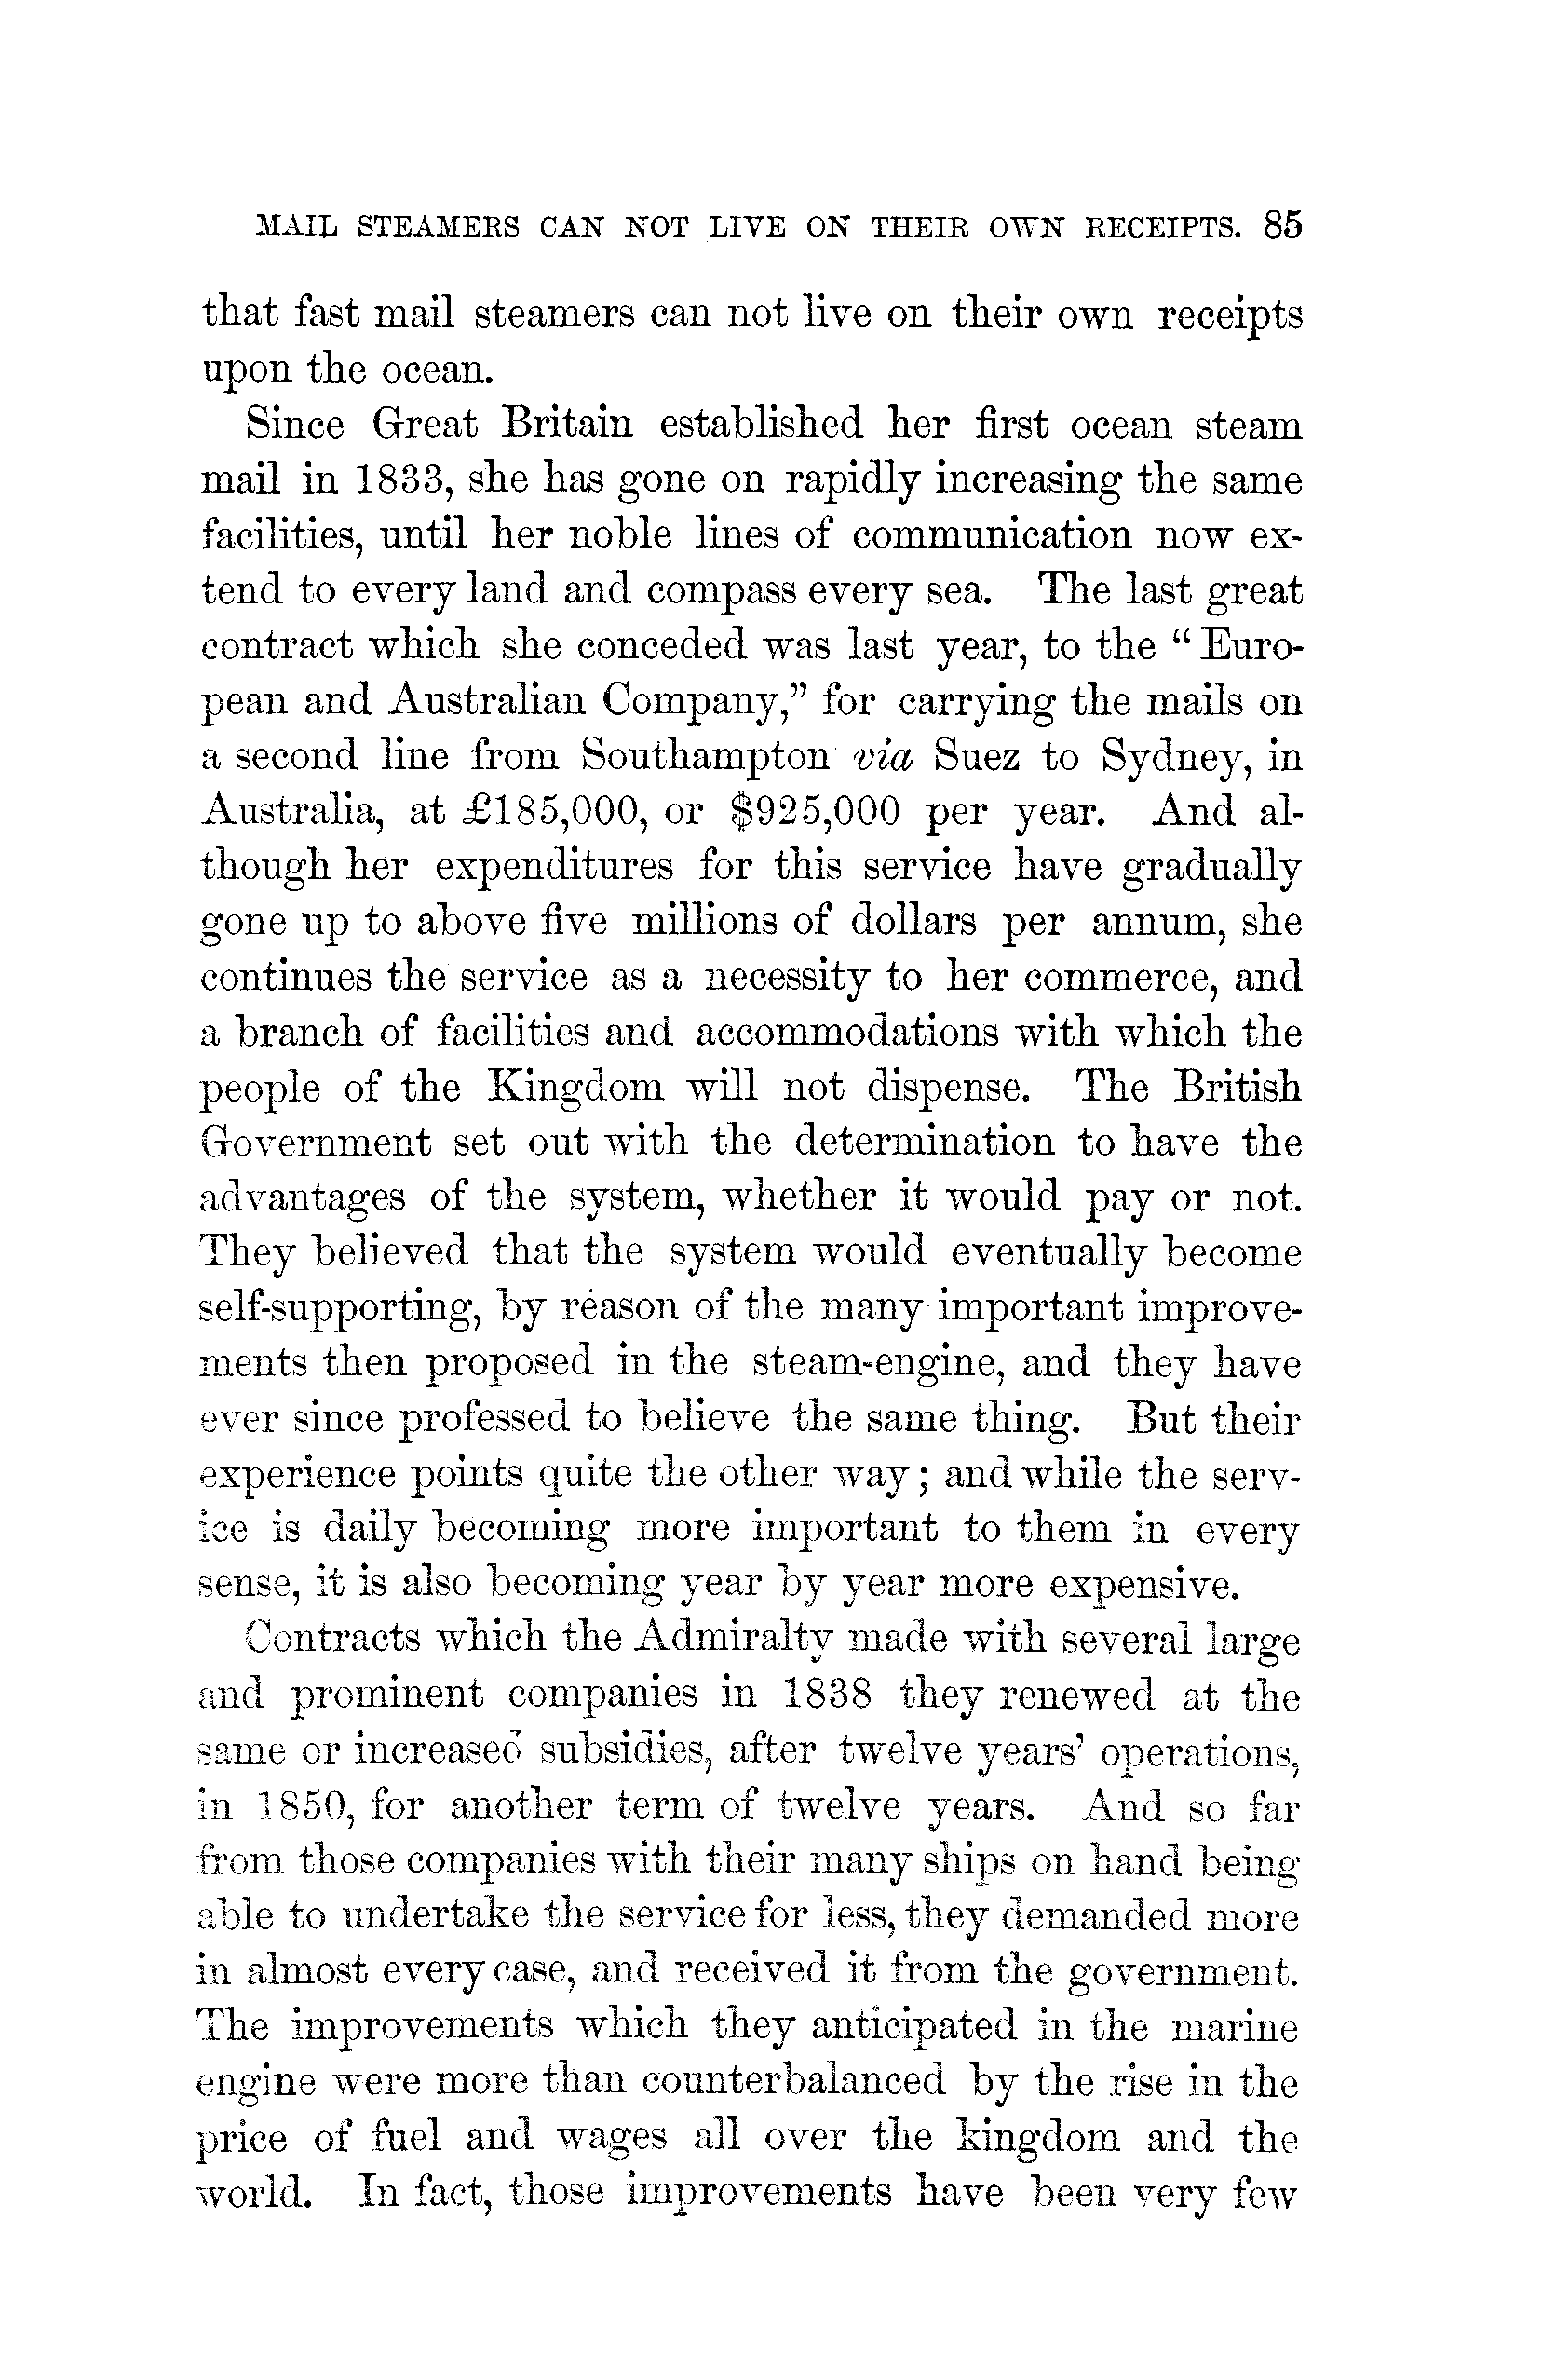 MAIL STEAMERS CAN NOT LIVE ON THEIR OWN RECEIPTS. 85
that fast mail steamers can not live on their own receipts
upon the ocean.
Since Great Britain established her first ocean steam
mail in 1833, she has gone on rapidly increasing the same
facilities, until her noble lines of communication now ex-
tend to every land and compass every sea. The last great
contract which she conceded was last year, to the “Euro-
pean and Australian Company,” for carrying the mails on
a second line from Southampton via Suez to Sydney, in
Australia, at £185,000, or $925,000 per year. And al-
though her expenditures for this service have gradually
gone up to above five millions of dollars per annum, she
continues the service as a necessity to her commerce, and
a branch of facilities and accommodations with which the
people of the Kingdom will not dispense. The British
Government set out with the determination to have the
advantages of the system, whether it would pay or not.
They believed that the system would eventually become
self-supporting, by reason of the many important improve-
ments then proposed in the steam-engine, and they have
ever since professed to believe the same thing. But their
experience points quite the other way; and while the serv-
ice is daily becoming more important to them in every
sense, it is also becoming year by year more expensive.
Contracts which the Admiralty made with several large
and prominent companies in 1838 they renewed at the
same or increased subsidies, after twelve years’ operations,
in 1850, for another term of twelve years. And so far
from those companies with their many ships on hand being
able to undertake the service for less, they demanded more
in almost every case, and received it from the government.
The improvements which they anticipated in the marine
engine were more than counterbalanced by the rise in the
price of fuel and wages all over the kingdom and the
world. In fact, those improvements have been very few